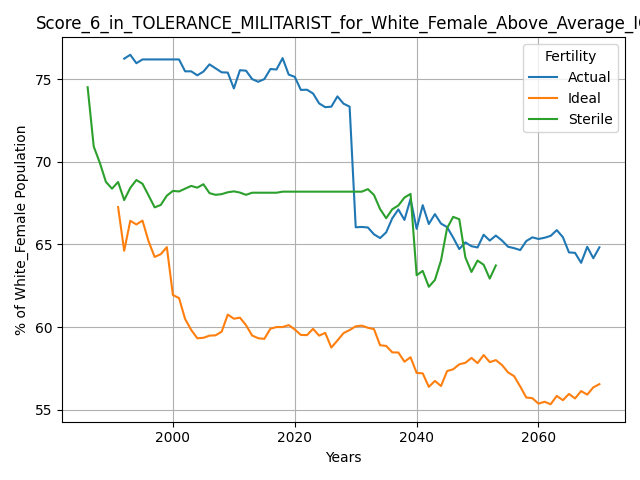 Score_6_in_TOLERANCE_MILITARIST_for_White_Female_Above_Average_I
Fertility
Actual
Ideal
Sterile
% of White_Female Population
75
70
65
60
55
2000 2020 2040 2060
Years